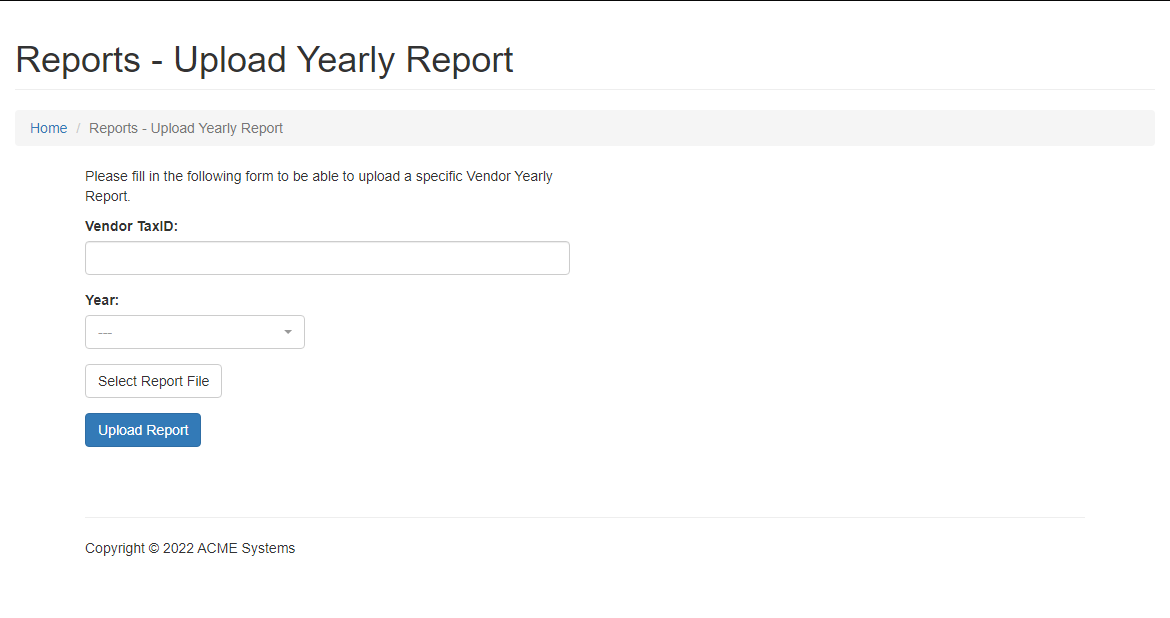 Reports - Upload Yearly Report
Home / Reports - Upload Yearly Report
Please fill in the following form to be able to upload a specific Vendor Yearly
Report.
Vendor TaxID:
Year:
---
Select Report File
Upload Report
Copyright © 2022 ACME Systems